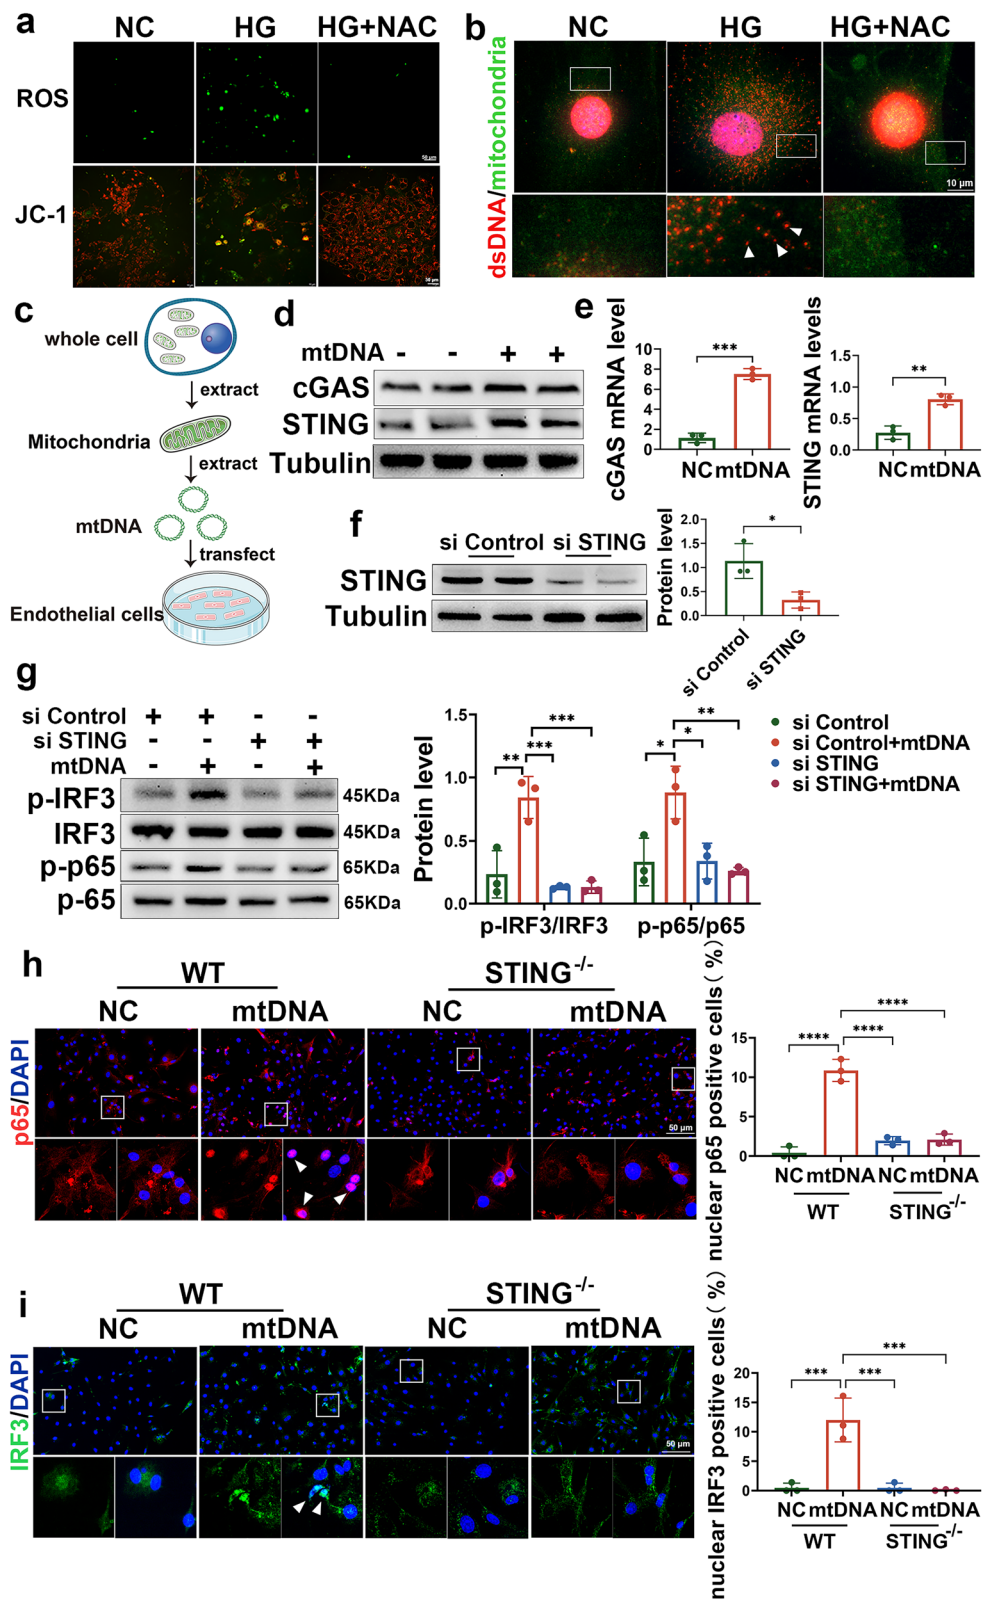 a
NC HG HG+NAC
ROS
50 μm
JC-1
b
NC HG HG+NAC
dsDNA/mitochondria
10 μm
c
whole cell
extract
Mitochondria
extract
mtDNA
transfect
Endothelial cells
d
mtDNA - - + +
cGAS
STING
Tubulin
e
cGAS mRNA level
10
8
6
4
2
0
***
NC mtDNA
STING mRNA levels
1.5
1.0
0.5
0.0
**
NC mtDNA
f
si Control si STING
STING
Tubulin
Protein level
2.0
1.5
1.0
0.5
0.0
*
si Control
si STING
g
si Control + + - -
si STING - - + +
mtDNA - + - +
p-IRF3 45KDa
IRF3 45KDa
p-p65 65KDa
p-65 65KDa
Protein level
1.5
1.0
0.5
0.0
** *** ***
* * **
p-IRF3/IRF3 p-p65/p65
si Control
si Control+mtDNA
si STING
si STING+mtDNA
h
WT STING-/-
NC mtDNA NC mtDNA
p65/DAPI
50 μm
nuclear p65 positive cells(%)
15
10
5
0
****
**** ****
NC mtDNA NC mtDNA
WT STING-/-
i
WT STING-/-
NC mtDNA NC mtDNA
IRF3/DAPI
50 μm
nuclear IRF3 positive cells(%)
20
15
10
5
0
***
*** ***
NC mtDNA NC mtDNA
WT STING-/-